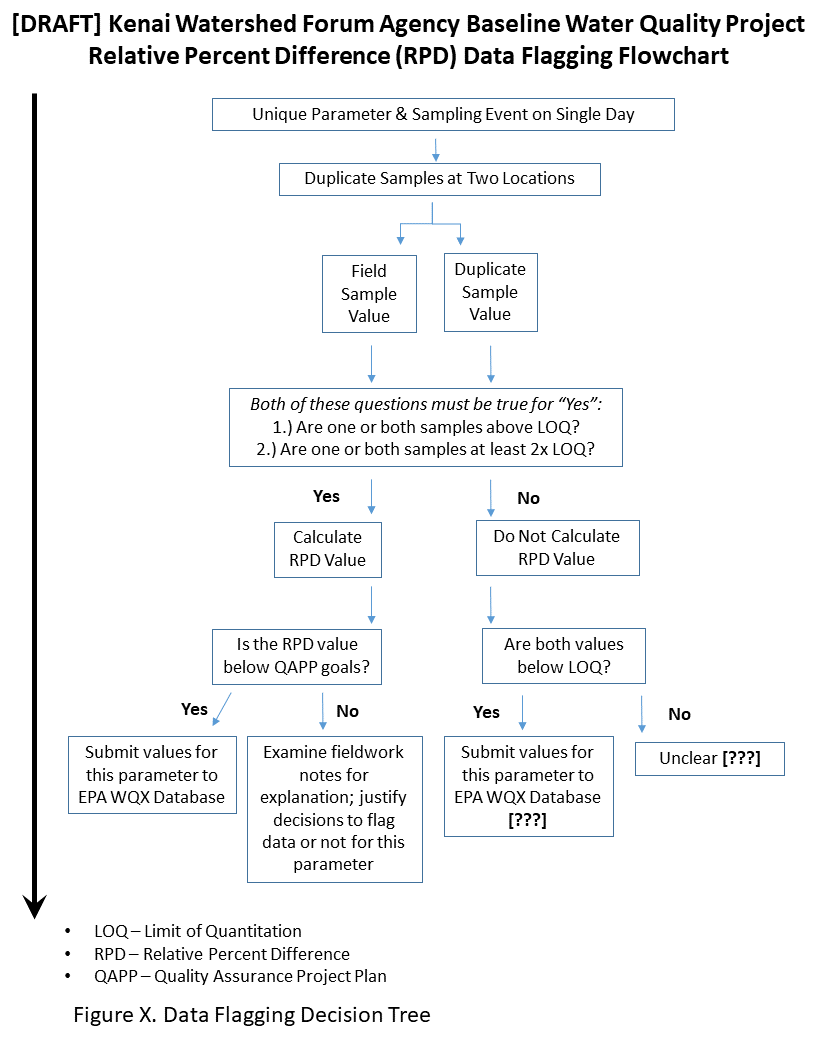 [DRAFT] Kenai Watershed Forum Agency Baseline Water Quality Project
Relative Percent Difference (RPD) Data Flagging Flowchart
Unique Parameter & Sampling Event on Single Day
Duplicate Samples at Two Locations
Field
Sample
Value
Duplicate
Sample
Value
Both of these questions must be true for “Yes”:
1.) Are one or both samples above LOQ?
2.) Are one or both samples at least 2x LOQ?
Yes
No
Calculate
RPD Value
Do Not Calculate
RPD Value
Is the RPD value
below QAPP goals?
Are both values
below LOQ?
Yes
No
Yes
No
Submit values for
this parameter to
EPA WQX Database
Examine fieldwork
notes for
explanation; justify
decisions to flag
data or not for this
parameter
Submit values for
this parameter to
EPA WQX Database
[???]
Unclear [???]
• LOQ – Limit of Quantitation
• RPD – Relative Percent Difference
• QAPP – Quality Assurance Project Plan
Figure X. Data Flagging Decision Tree